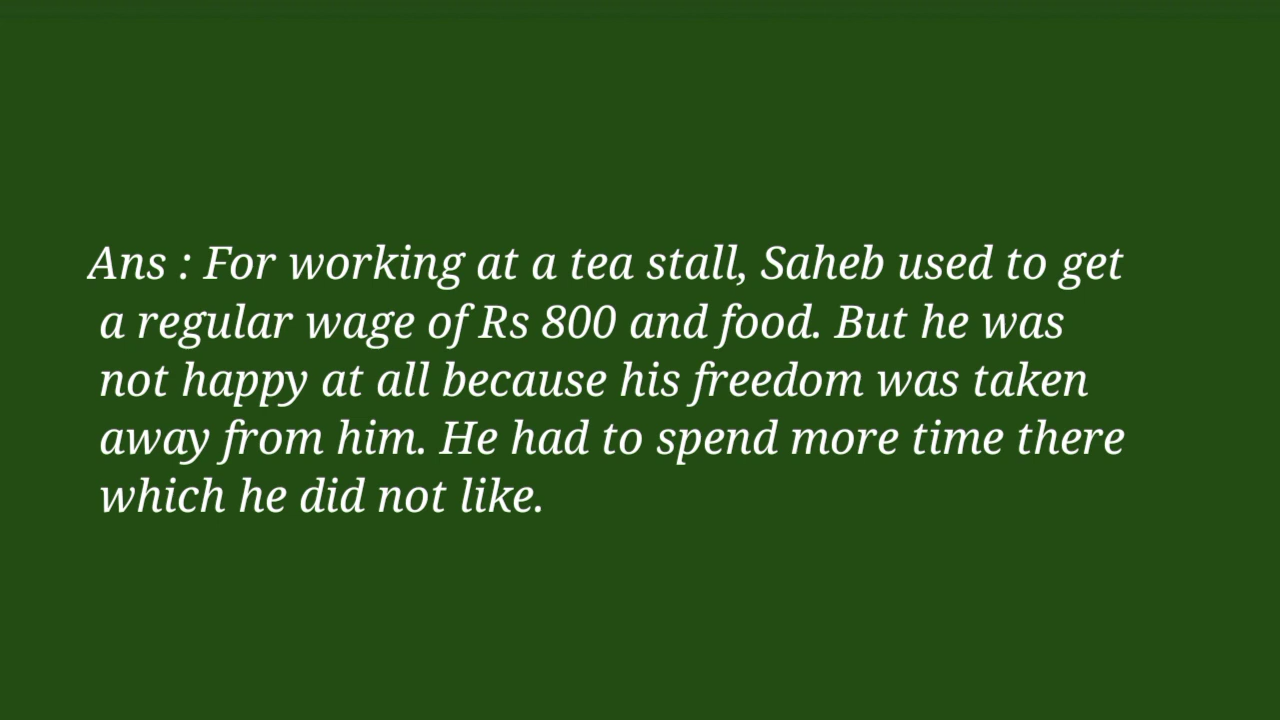 Ans : For working at a tea stall, Saheb used to get
a regular wage of Rs 800 and food. But he was
not happy at all because his freedom was taken
away from him. He had to spend more time there
which he did not like.